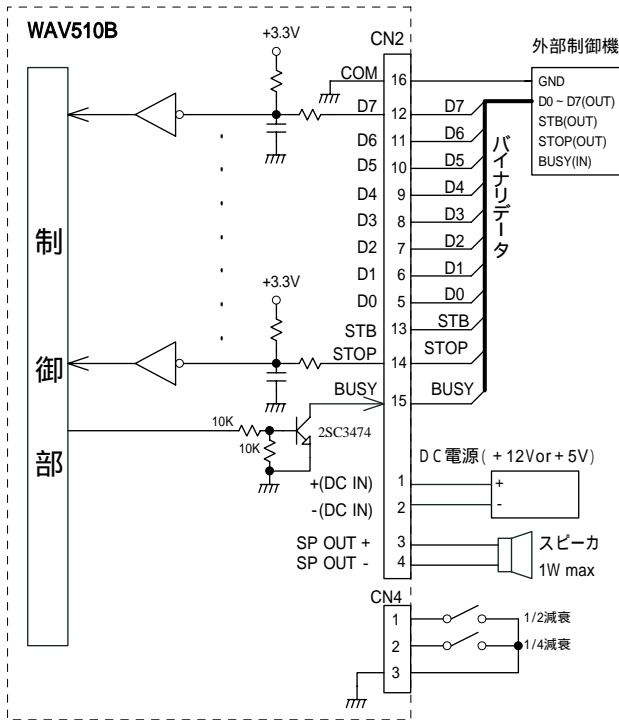 WAV510B
+3.3V
CN2
外部制御機
COM
16
GND
D7
12
D7
D0～D7(OUT)
D6
11
D6
STB(OUT)
D5
10
D5
STOP(OUT)
D4
9
D4
BUSY(IN)
D3
8
D3
D2
7
D2
D1
6
D1
D0
5
D0
バイナリデータ
制御部
+3.3V
STB
13
STB
STOP
14
STOP
BUSY
15
BUSY
10K
10K
2SC3474
DC電源(+12Vor+5V)
+(DC IN)
1
+
-(DC IN)
2
-
SP OUT +
3
スピーカ
SP OUT -
4
1W max
CN4
1
1/2減衰
2
1/4減衰
3